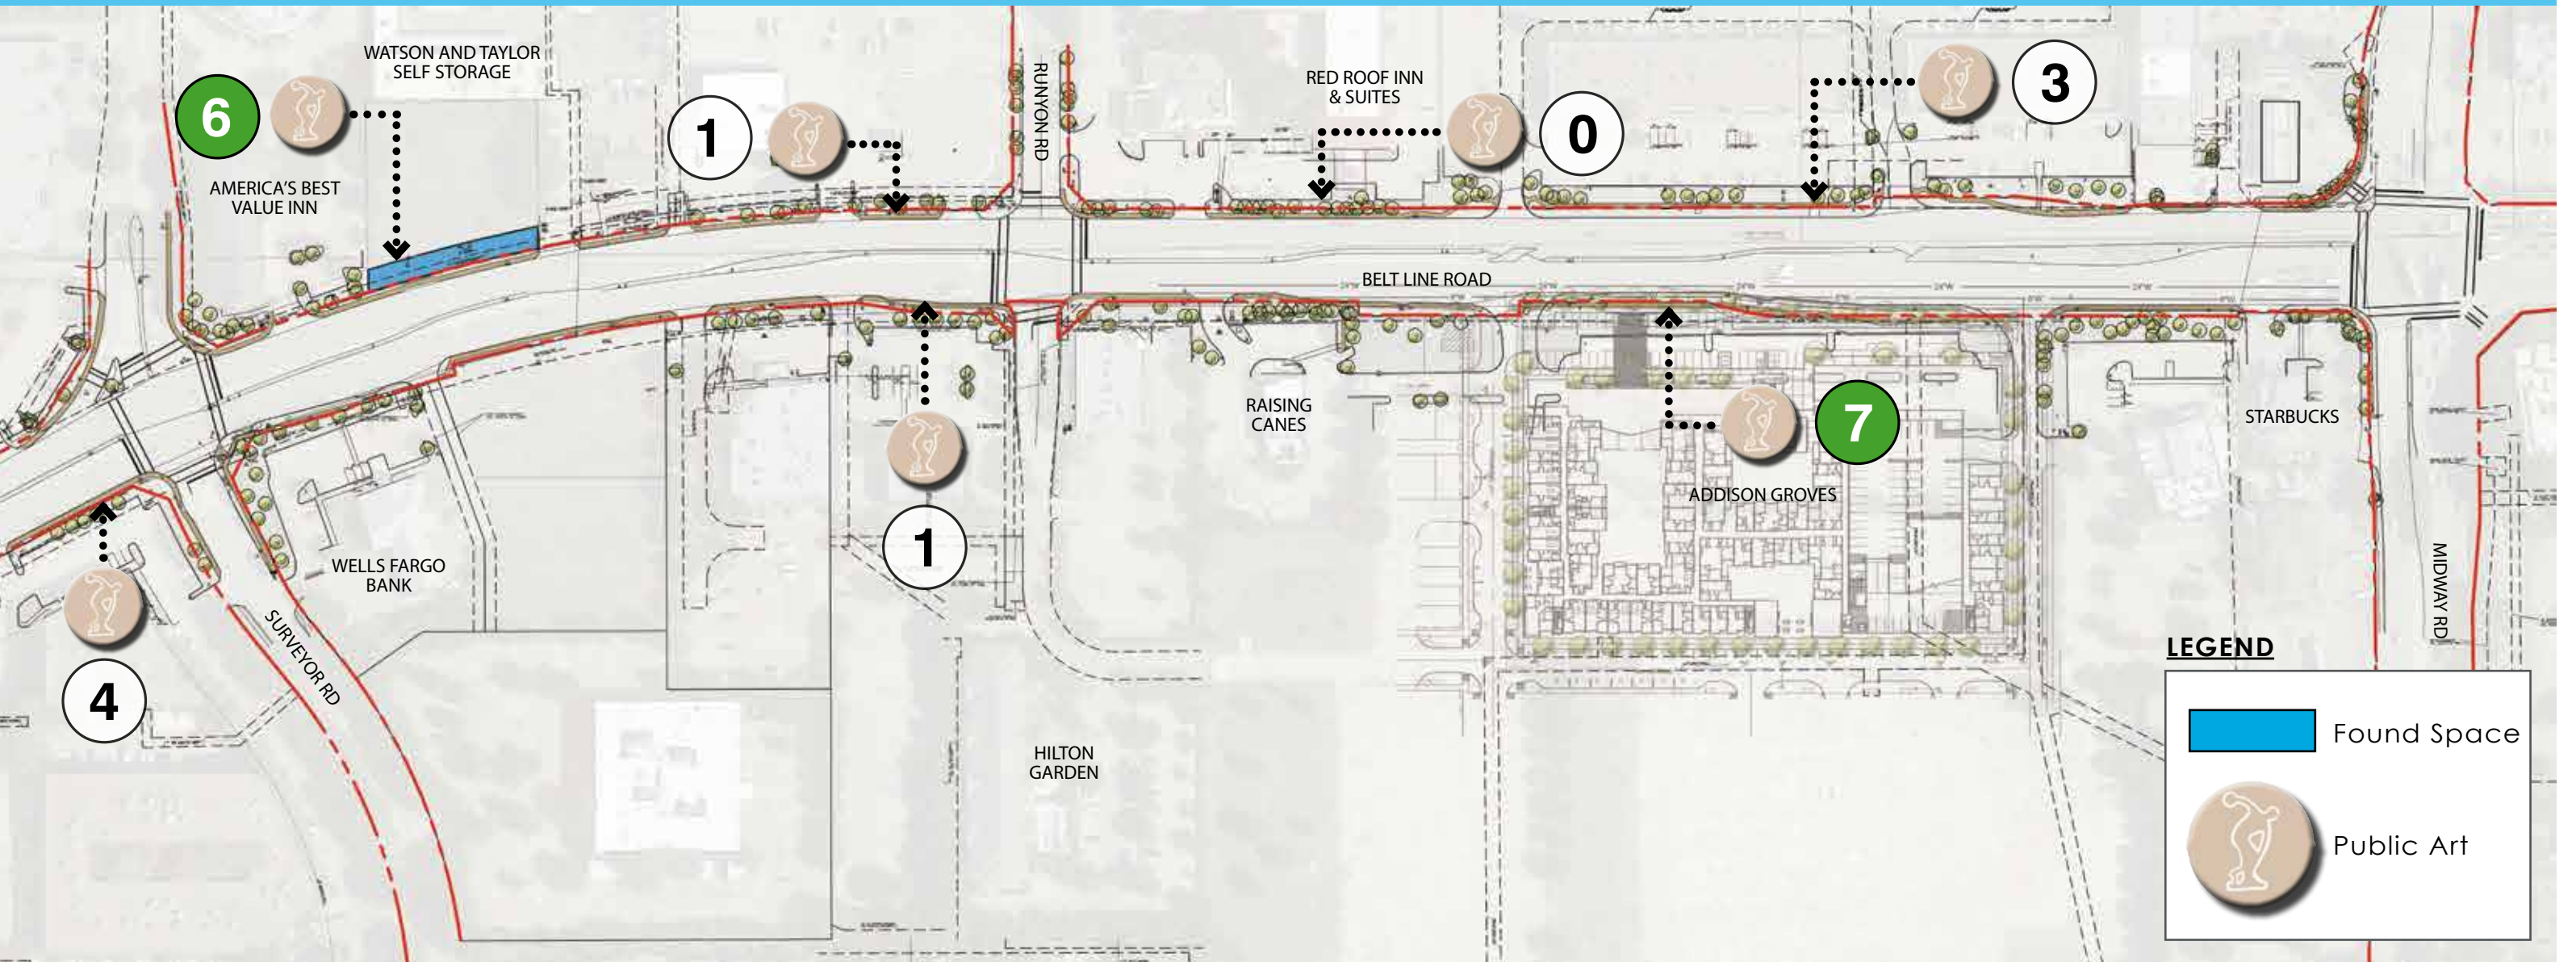 WATSON AND TAYLOR
SELF STORAGE
6
AMERICA'S BEST
VALUE INN
1
RUNYON RD
RED ROOF INN
& SUITES
0
3
BELT LINE ROAD
RAISING
CANES
7
ADDISON GROVES
STARBUCKS
1
WELLS FARGO
BANK
4
SURVEYOR RD
HILTON
GARDEN
MIDWAY RD
LEGEND
Found Space
Public Art